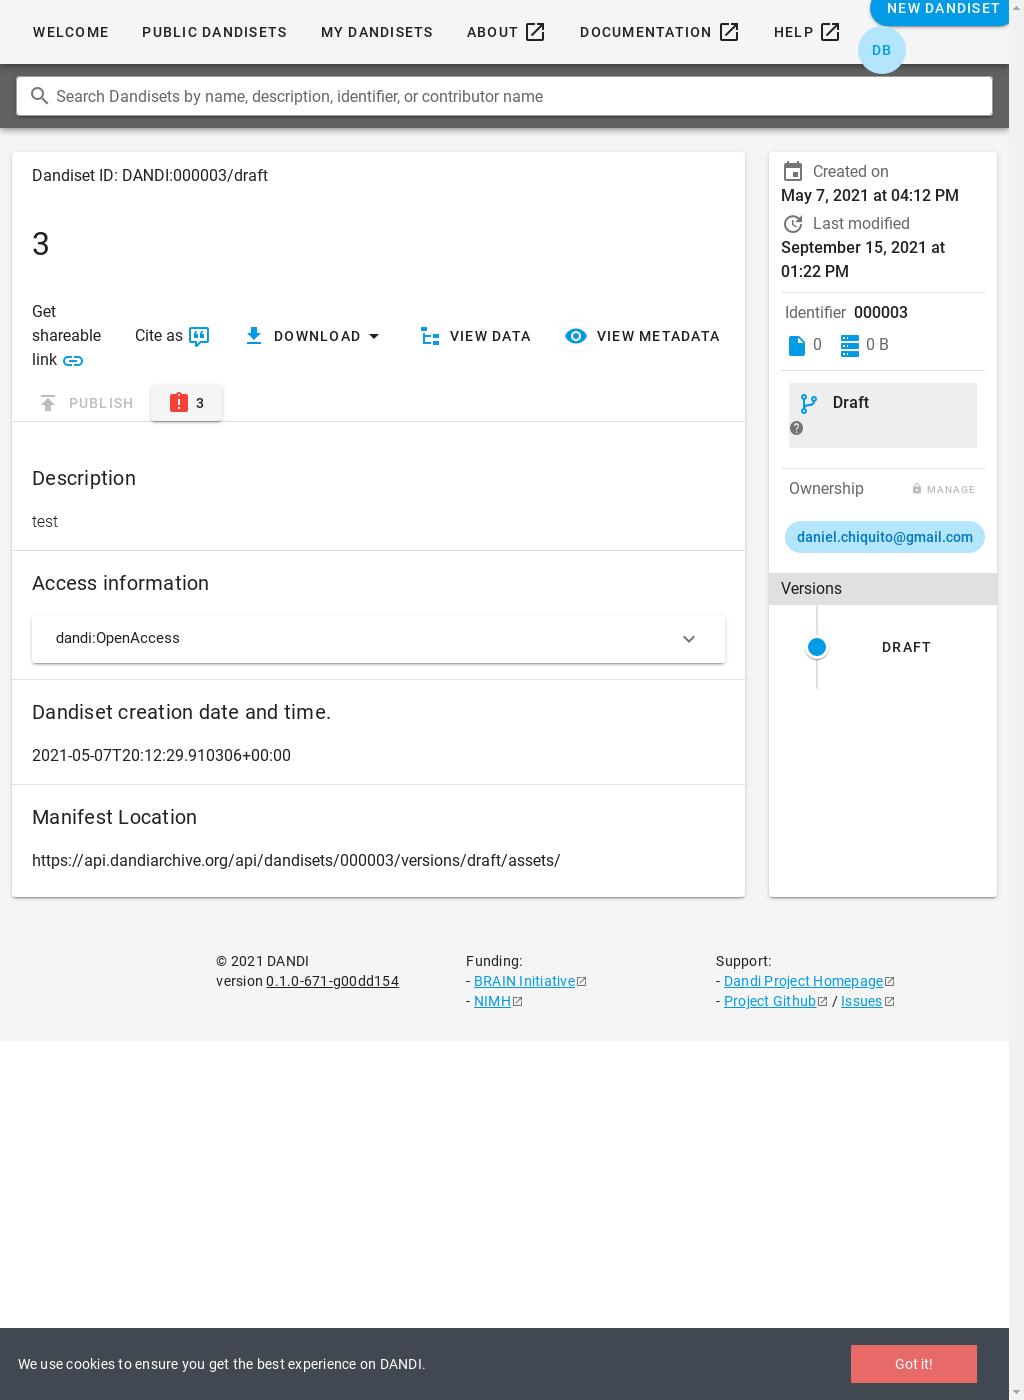 WELCOME
PUBLIC DANDISETS
MY DANDISETS
ABOUT
DOCUMENTATION
HELP
NEW DANDISET
DB
Search Dandisets by name, description, identifier, or contributor name
Dandiset ID: DANDI:000003/draft
3
Get
shareable
link
Cite as
DOWNLOAD
VIEW DATA
VIEW METADATA
PUBLISH
3
Description
test
Access information
dandi:OpenAccess
Dandiset creation date and time.
2021-05-07T20:12:29.910306+00:00
Manifest Location
https://api.dandiarchive.org/api/dandisets/000003/versions/draft/assets/
Created on
May 7, 2021 at 04:12 PM
Last modified
September 15, 2021 at
01:22 PM
Identifier 000003
0
0 B
Draft
Ownership
MANAGE
daniel.chiquito@gmail.com
Versions
DRAFT
© 2021 DANDI
version 0.1.0-671-g00dd154
Funding:
- BRAIN Initiative
- NIMH
Support:
- Dandi Project Homepage
- Project Github / Issues
We use cookies to ensure you get the best experience on DANDI.
Got it!